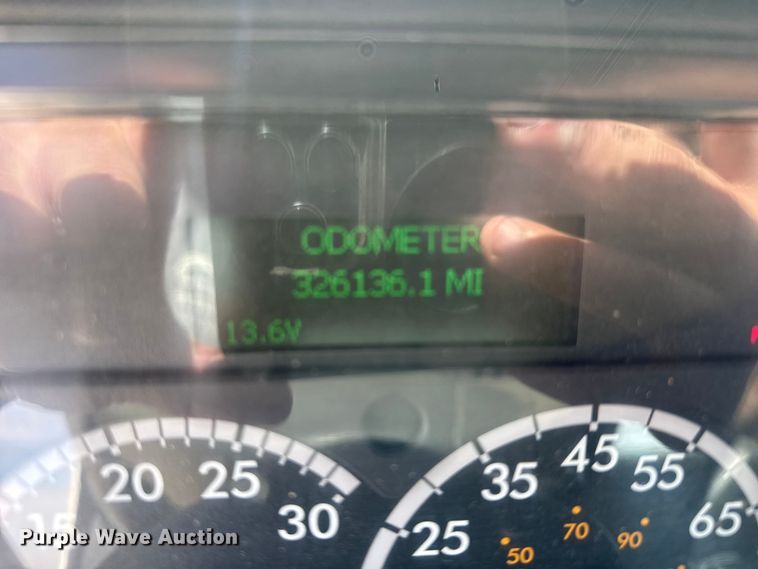 ODOMETER
326136.1 MI
13.6V
15 20 25 30
25 35 45 55 65
50 70 90
Purple Wave Auction